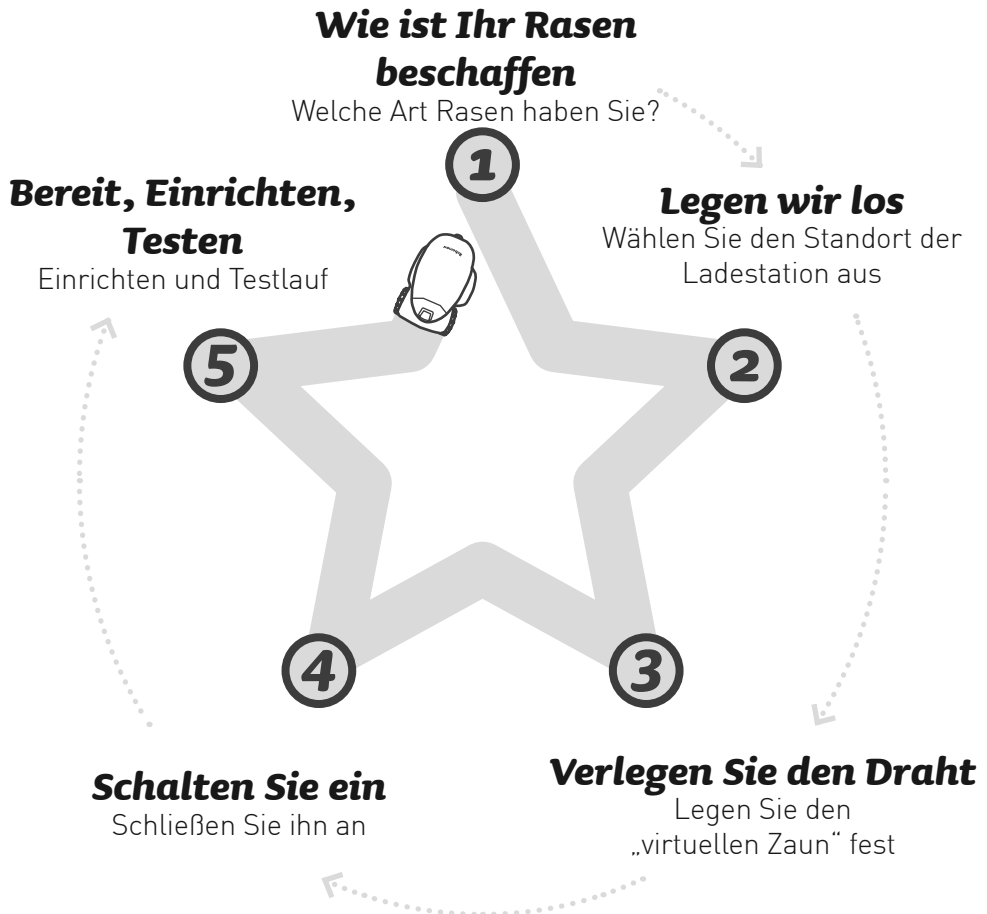 Wie ist Ihr Rasen
beschaffen
Welche Art Rasen haben Sie?
1
Legen wir los
Wählen Sie den Standort der
Ladestation aus
2
Verlegen Sie den Draht
Legen Sie den
„virtuellen Zaun“ fest
3
Schalten Sie ein
Schließen Sie ihn an
4
Bereit, Einrichten,
Testen
Einrichten und Testlauf
5